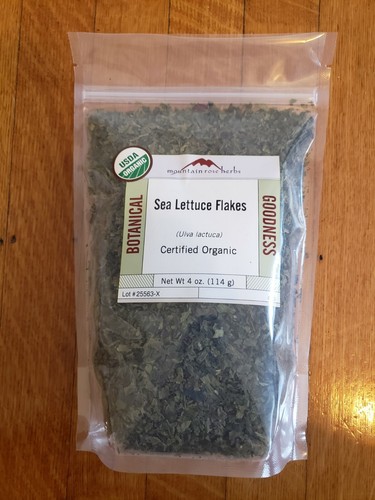 USDA
ORGANIC
mountain rose herbs
BOTANICAL
GOODNESS
Sea Lettuce Flakes
(Ulva lactuca)
Certified Organic
Net Wt 4 oz. (114 g)
Lot #25563-X